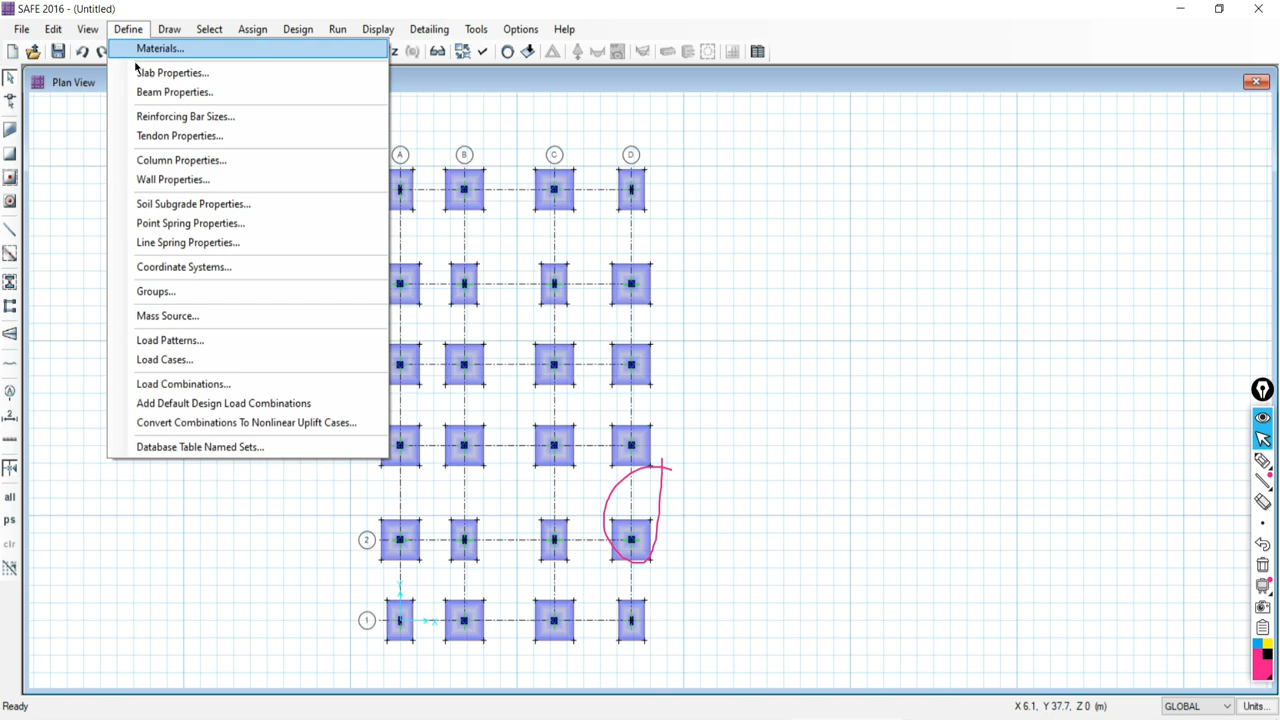 SAFE 2016 - (Untitled)
File Edit View Define Draw Select Assign Design Run Display Detailing Tools Options Help
Plan View
Materials...
Slab Properties...
Beam Properties..
Reinforcing Bar Sizes...
Tendon Properties...
Column Properties...
Wall Properties...
Soil Subgrade Properties...
Point Spring Properties...
Line Spring Properties...
Coordinate Systems...
Groups...
Mass Source...
Load Patterns...
Load Cases...
Load Combinations...
Add Default Design Load Combinations
Convert Combinations To Nonlinear Uplift Cases...
Database Table Named Sets...
A B C D
2
1
Y
X
all
ps
clr
Ready
X 6.1, Y 37.7, Z 0 (m)
GLOBAL
Units...